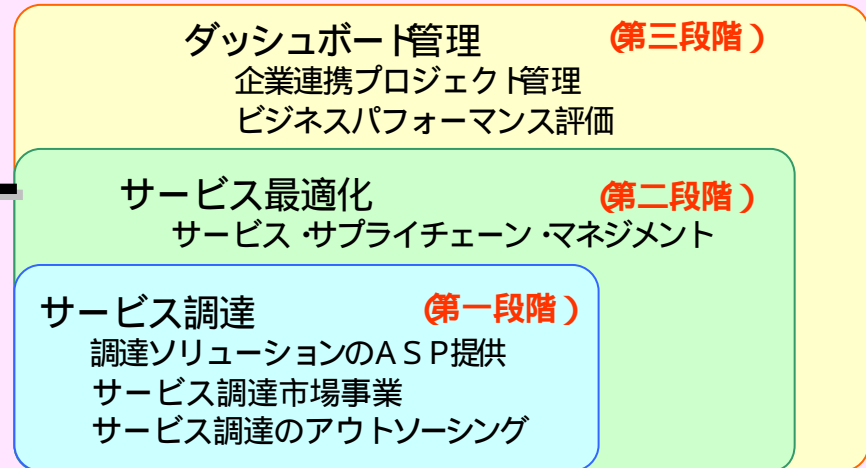 ダッシュボード管理 (第三段階)
企業連携プロジェクト管理
ビジネスパフォーマンス評価
サービス最適化 (第二段階)
サービス・サプライチェーン・マネジメント
サービス調達 (第一段階)
調達ソリューションのASP提供
サービス調達市場事業
サービス調達のアウトソーシング